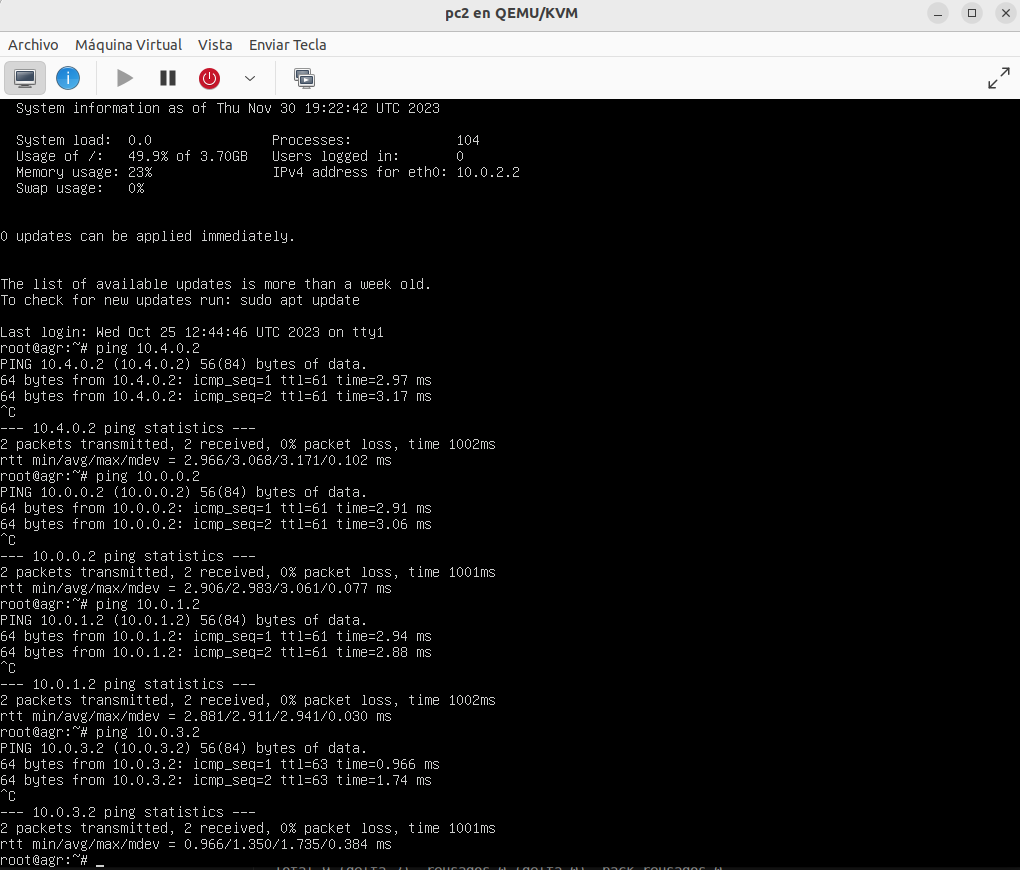 pc2 en QEMU/KVM
Archivo Máquina Virtual Vista Enviar Tecla
System information as of Thu Nov 30 19:22:42 UTC 2023
System load: 0.0 Processes: 104
Usage of /: 49.9% of 3.70GB Users logged in: 0
Memory usage: 23% IPv4 address for eth0: 10.0.2.2
Swap usage: 0%
0 updates can be applied immediately.
The list of available updates is more than a week old.
To check for new updates run: sudo apt update
Last login: Wed Oct 25 12:44:46 UTC 2023 on tty1
root@agr:~# ping 10.4.0.2
PING 10.4.0.2 (10.4.0.2) 56(84) bytes of data.
64 bytes from 10.4.0.2: icmp_seq=1 ttl=61 time=2.97 ms
64 bytes from 10.4.0.2: icmp_seq=2 ttl=61 time=3.17 ms
^C
--- 10.4.0.2 ping statistics ---
2 packets transmitted, 2 received, 0% packet loss, time 1002ms
rtt min/avg/max/mdev = 2.966/3.068/3.171/0.102 ms
root@agr:~# ping 10.0.0.2
PING 10.0.0.2 (10.0.0.2) 56(84) bytes of data.
64 bytes from 10.0.0.2: icmp_seq=1 ttl=61 time=2.91 ms
64 bytes from 10.0.0.2: icmp_seq=2 ttl=61 time=3.06 ms
^C
--- 10.0.0.2 ping statistics ---
2 packets transmitted, 2 received, 0% packet loss, time 1001ms
rtt min/avg/max/mdev = 2.906/2.983/3.061/0.077 ms
root@agr:~# ping 10.0.1.2
PING 10.0.1.2 (10.0.1.2) 56(84) bytes of data.
64 bytes from 10.0.1.2: icmp_seq=1 ttl=61 time=2.94 ms
64 bytes from 10.0.1.2: icmp_seq=2 ttl=61 time=2.88 ms
^C
--- 10.0.1.2 ping statistics ---
2 packets transmitted, 2 received, 0% packet loss, time 1002ms
rtt min/avg/max/mdev = 2.881/2.911/2.941/0.030 ms
root@agr:~# ping 10.0.3.2
PING 10.0.3.2 (10.0.3.2) 56(84) bytes of data.
64 bytes from 10.0.3.2: icmp_seq=1 ttl=63 time=0.966 ms
64 bytes from 10.0.3.2: icmp_seq=2 ttl=63 time=1.74 ms
^C
--- 10.0.3.2 ping statistics ---
2 packets transmitted, 2 received, 0% packet loss, time 1001ms
rtt min/avg/max/mdev = 0.966/1.350/1.735/0.384 ms
root@agr:~# _